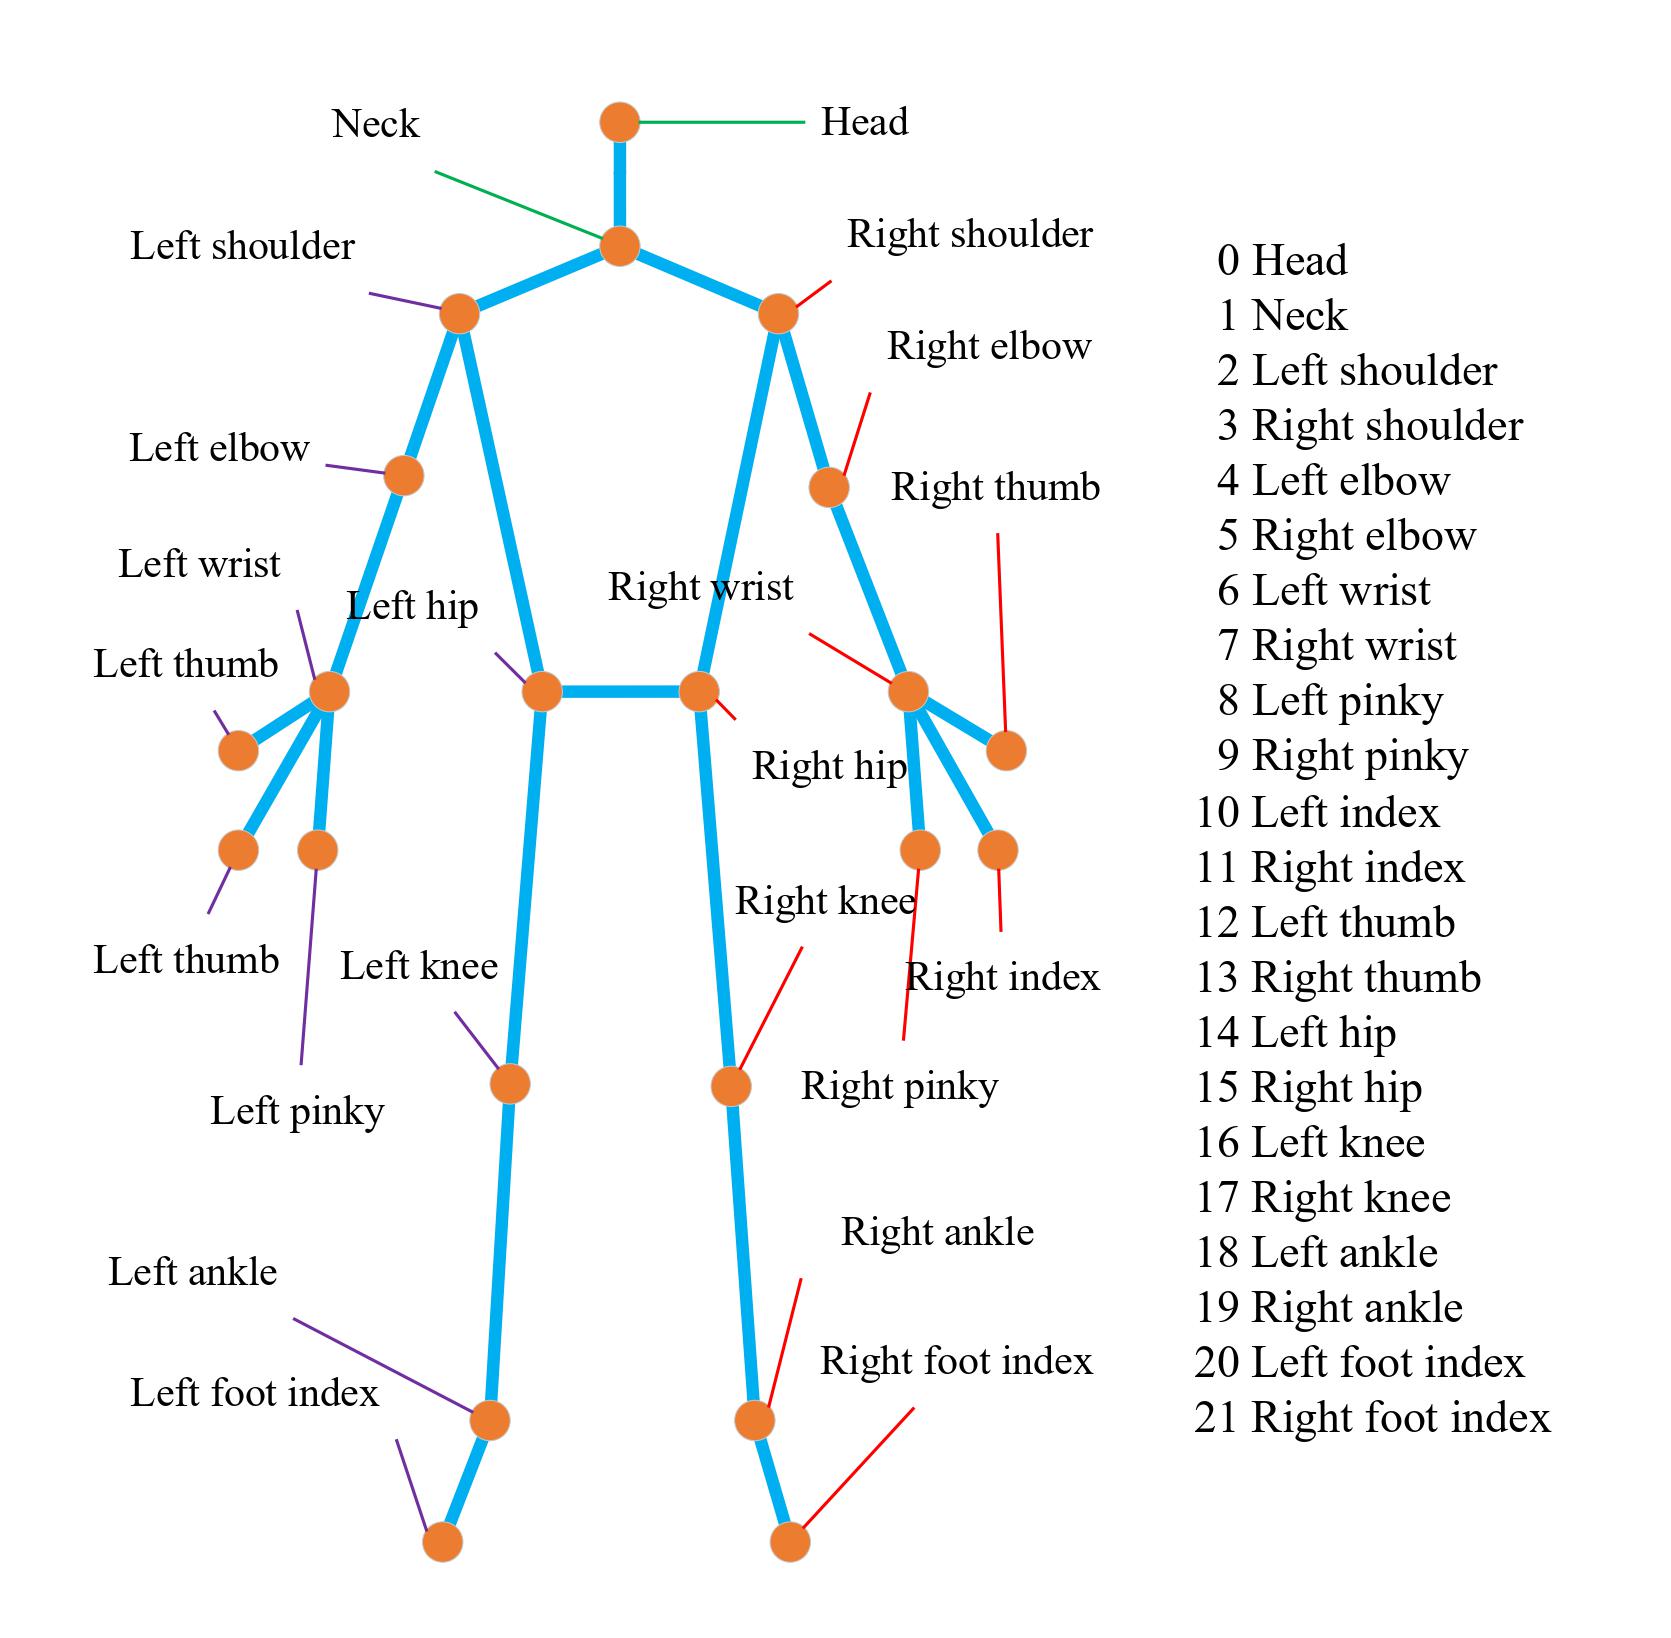 Neck
Head
Left shoulder
Right shoulder
Right elbow
Left elbow
Right thumb
Left wrist
Left hip
Right wrist
Left thumb
Right hip
Right knee
Left thumb
Left knee
Right index
Left pinky
Right pinky
Right ankle
Left ankle
Right foot index
Left foot index
0 Head
1 Neck
2 Left shoulder
3 Right shoulder
4 Left elbow
5 Right elbow
6 Left wrist
7 Right wrist
8 Left pinky
9 Right pinky
10 Left index
11 Right index
12 Left thumb
13 Right thumb
14 Left hip
15 Right hip
16 Left knee
17 Right knee
18 Left ankle
19 Right ankle
20 Left foot index
21 Right foot index